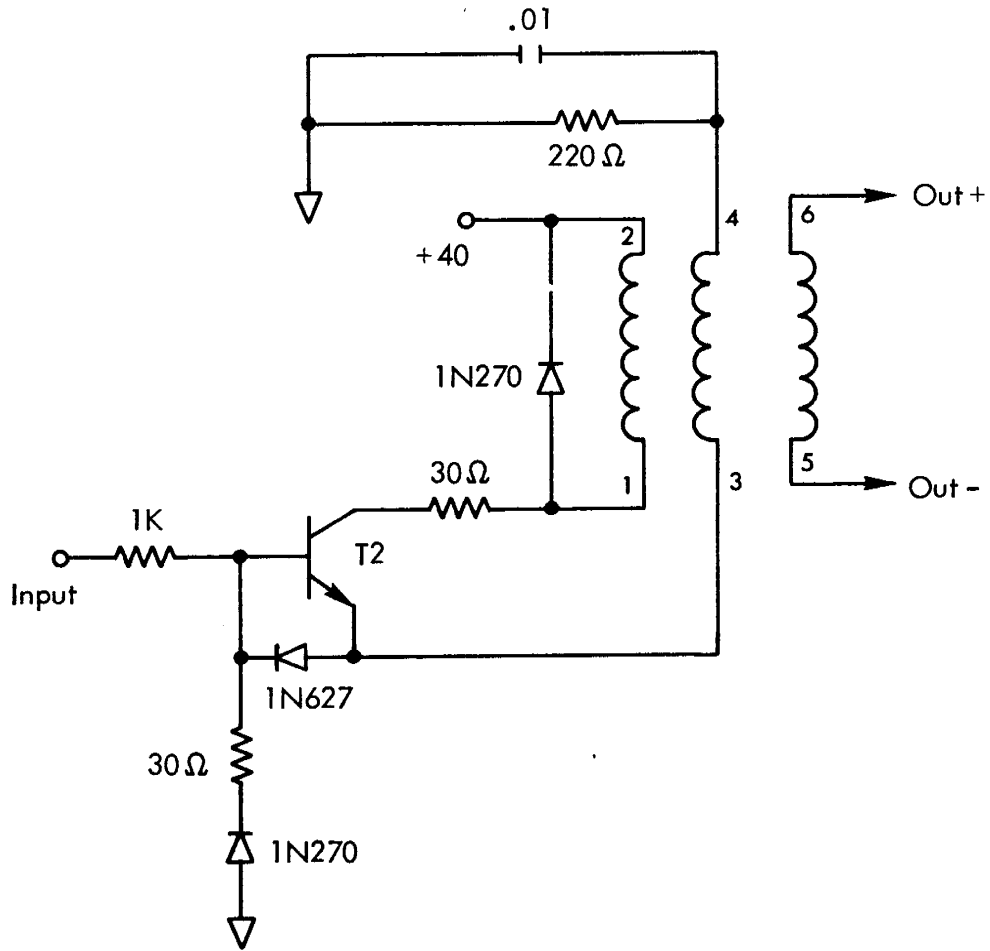 .01
220 Ω
4
6
Out +
2
+40
1N270
5
Out –
30 Ω
1
3
1K
T2
Input
1N627
30 Ω
1N270